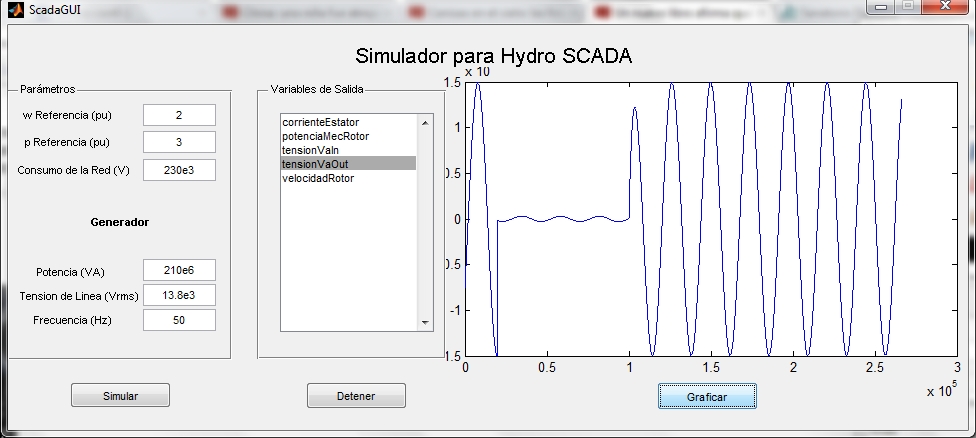 ScadaGUI
Simulador para Hydro SCADA
Parámetros
w Referencia (pu) 2
p Referencia (pu) 3
Consumo de la Red (V) 230e3
Generador
Potencia (VA) 210e6
Tension de Linea (Vrms) 13.8e3
Frecuencia (Hz) 50
Simular
Variables de Salida
corrienteEstator
potenciaMecRotor
tensionVaIn
tensionVaOut
velocidadRotor
Detener
x 10
1.5
1
0.5
0
0.5
-1
1.5
0 0.5 1 1.5 2 2.5 3
x 10⁵
Graficar